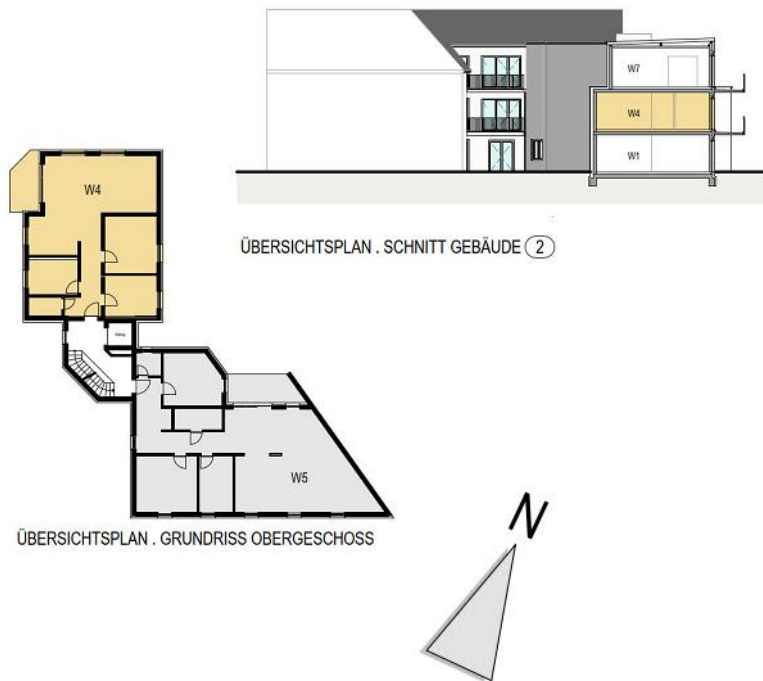 W7
W4
W1
ÜBERSICHTSPLAN . SCHNITT GEBÄUDE 2
W4
W5
ÜBERSICHTSPLAN . GRUNDRISS OBERGESCHOSS
N